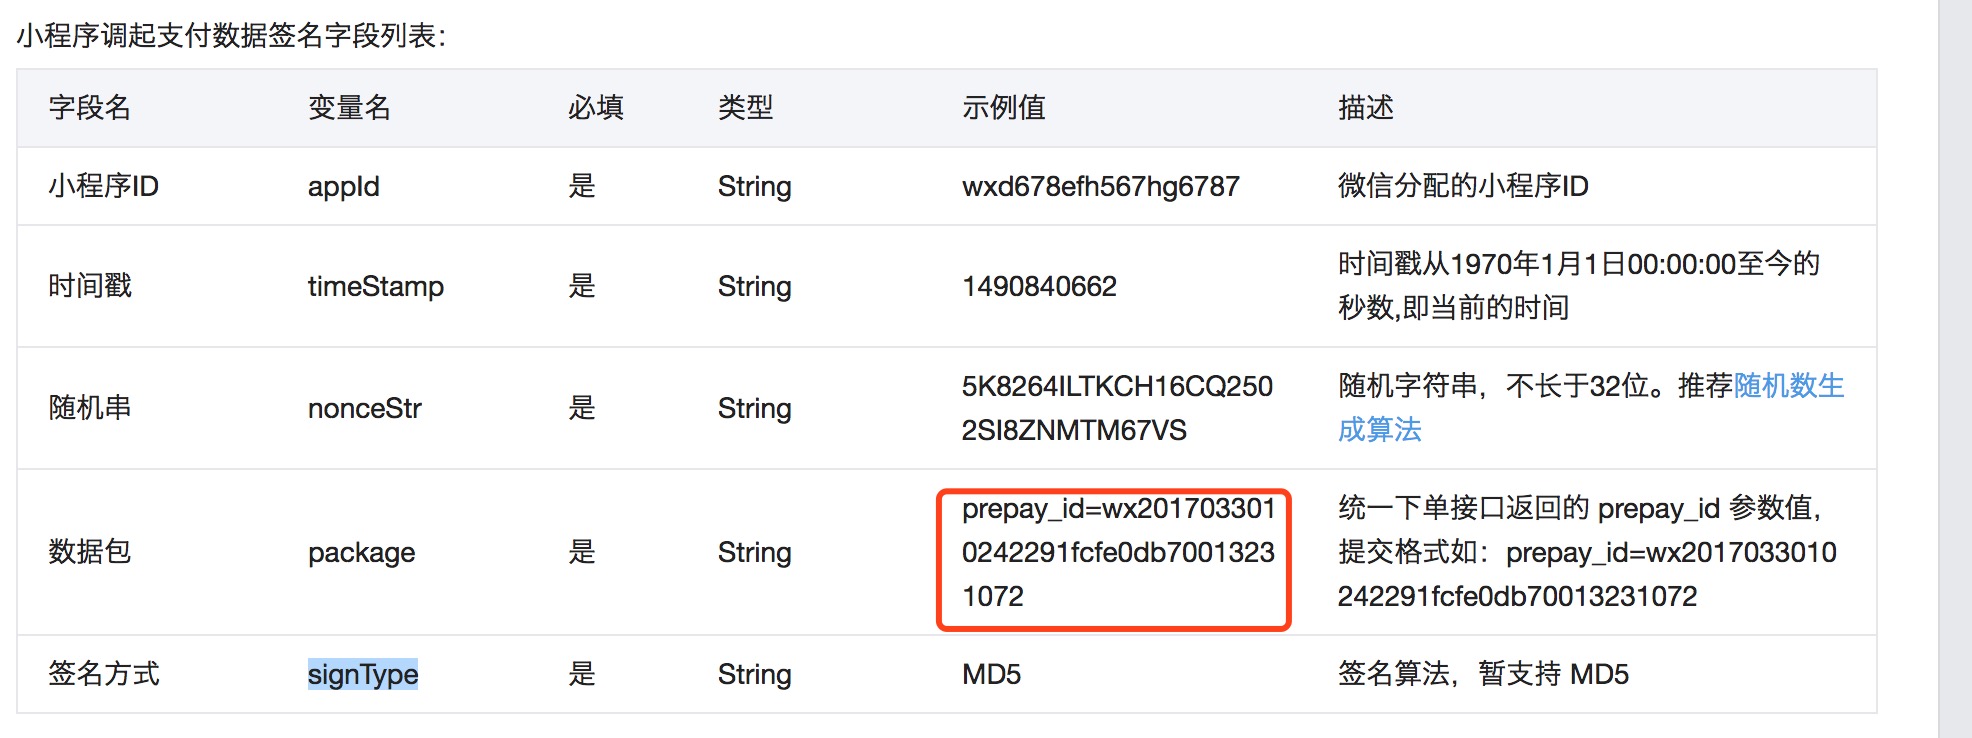 小程序调起支付数据签名字段列表：
字段名 变量名 必填 类型 示例值 描述
小程序ID appId 是 String wxd678efh567hg6787 微信分配的小程序ID
时间戳 timeStamp 是 String 1490840662 时间戳从1970年1月1日00:00:00至今的
秒数,即当前的时间
随机串 nonceStr 是 String 5K8264ILTKCH16CQ250
2SI8ZNMTM67VS
随机字符串，不长于32位。推荐随机数生
成算法
数据包 package 是 String prepay_id=wx201703301
0242291fcfe0db7001323
1072
统一下单接口返回的 prepay_id 参数值，
提交格式如：prepay_id=wx2017033010
242291fcfe0db70013231072
签名方式 signType 是 String MD5 签名算法，暂支持 MD5